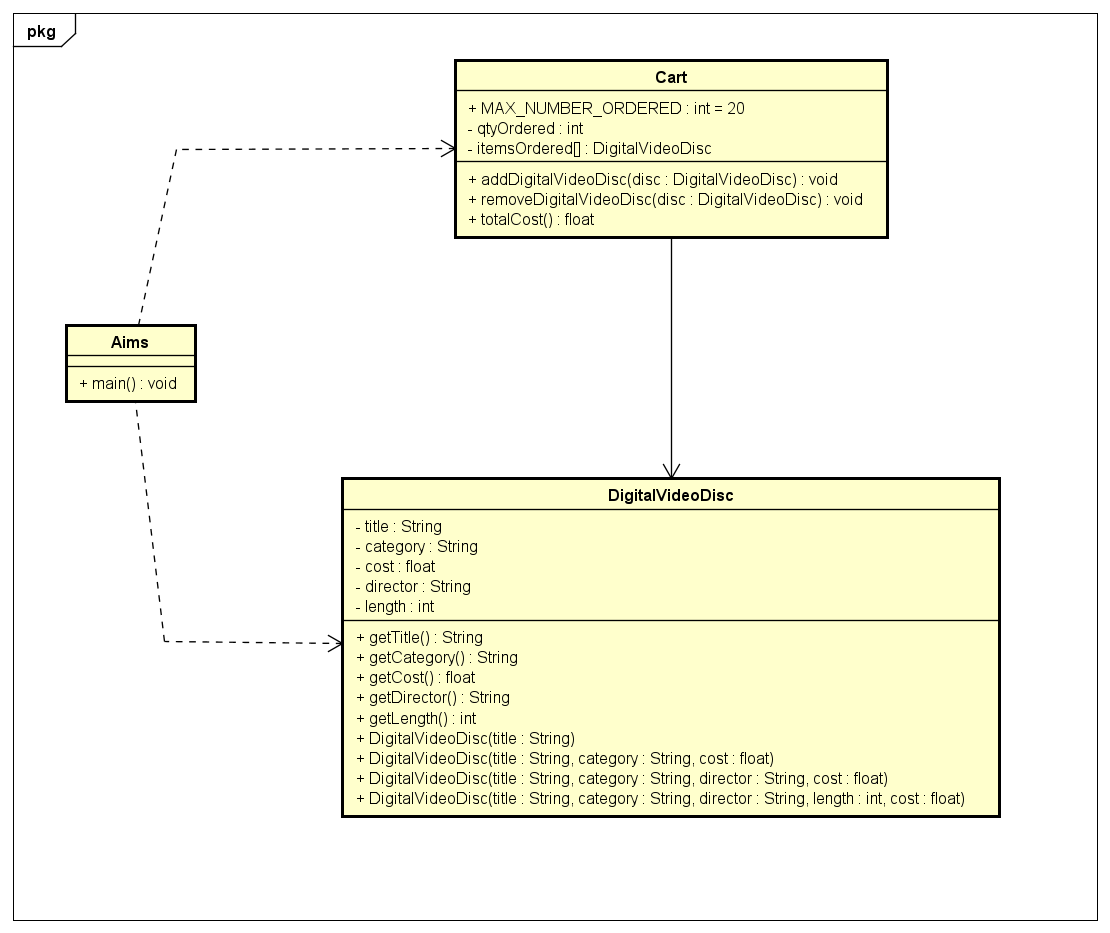 pkg
Cart
+ MAX_NUMBER_ORDERED : int = 20
- qtyOrdered : int
- itemsOrdered[] : DigitalVideoDisc
+ addDigitalVideoDisc(disc : DigitalVideoDisc) : void
+ removeDigitalVideoDisc(disc : DigitalVideoDisc) : void
+ totalCost() : float
Aims
+ main() : void
DigitalVideoDisc
- title : String
- category : String
- cost : float
- director : String
- length : int
+ getTitle() : String
+ getCategory() : String
+ getCost() : float
+ getDirector() : String
+ getLength() : int
+ DigitalVideoDisc(title : String)
+ DigitalVideoDisc(title : String, category : String, cost : float)
+ DigitalVideoDisc(title : String, category : String, director : String, cost : float)
+ DigitalVideoDisc(title : String, category : String, director : String, length : int, cost : float)